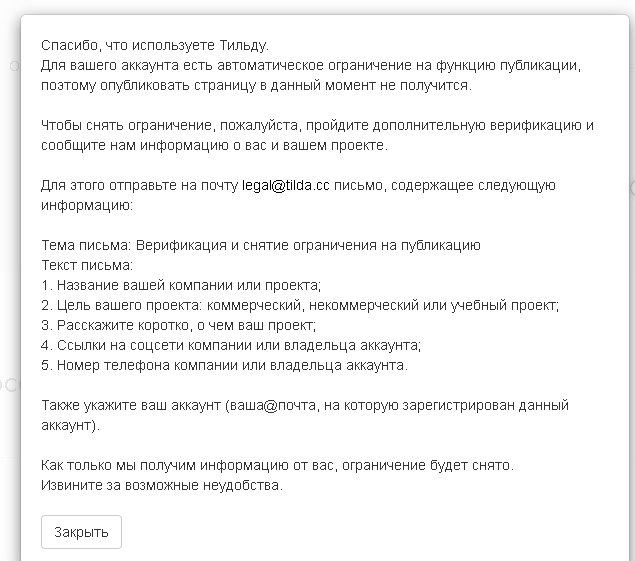 Спасибо, что используете Тильду.
Для вашего аккаунта есть автоматическое ограничение на функцию публикации,
поэтому опубликовать страницу в данный момент не получится.
Чтобы снять ограничение, пожалуйста, пройдите дополнительную верификацию и
сообщите нам информацию о вас и вашем проекте.
Для этого отправьте на почту legal@tilda.cc письмо, содержащее следующую
информацию:
Тема письма: Верификация и снятие ограничения на публикацию
Текст письма:
1. Название вашей компании или проекта;
2. Цель вашего проекта: коммерческий, некоммерческий или учебный проект;
3. Расскажите коротко, о чем ваш проект;
4. Ссылки на соцсети компании или владельца аккаунта;
5. Номер телефона компании или владельца аккаунта.
Также укажите ваш аккаунт (ваша@почта, на которую зарегистрирован данный
аккаунт).
Как только мы получим информацию от вас, ограничение будет снято.
Извините за возможные неудобства.
Закрыть